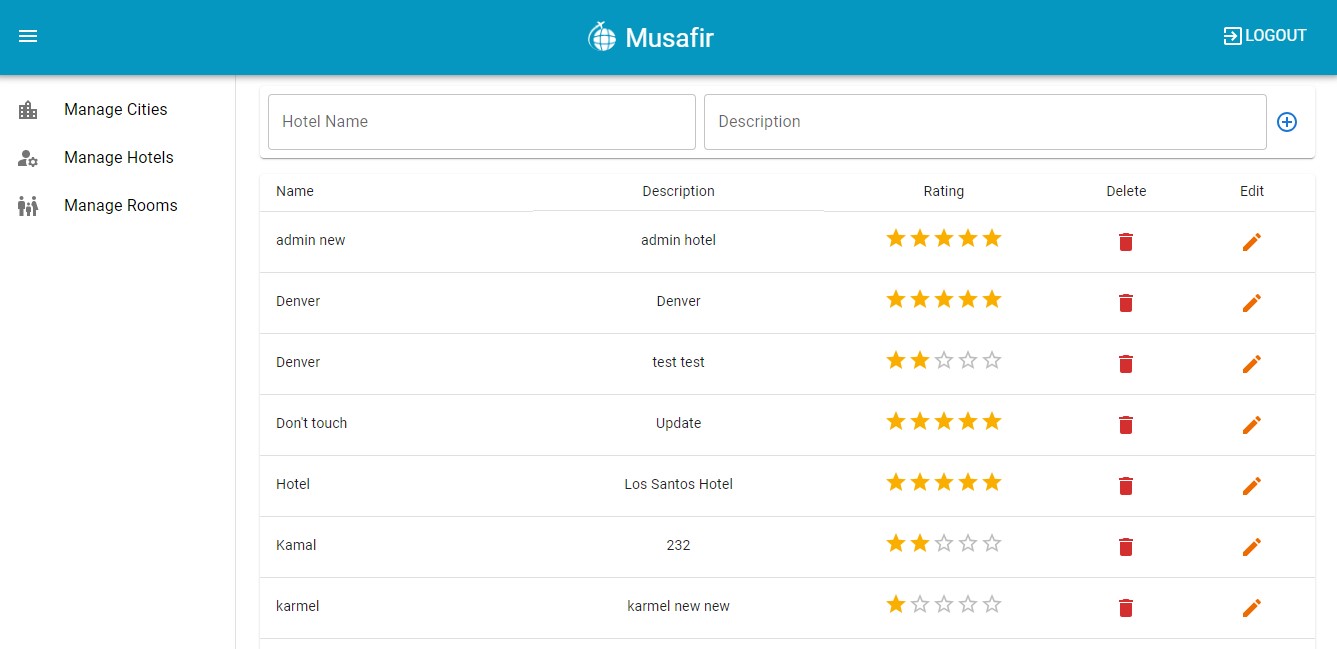 Musafir
LOGOUT
Manage Cities
Manage Hotels
Manage Rooms
Hotel Name Description
Name Description Rating Delete Edit
admin new admin hotel
Denver Denver
Denver test test
Don't touch Update
Hotel Los Santos Hotel
Kamal 232
karmel karmel new new